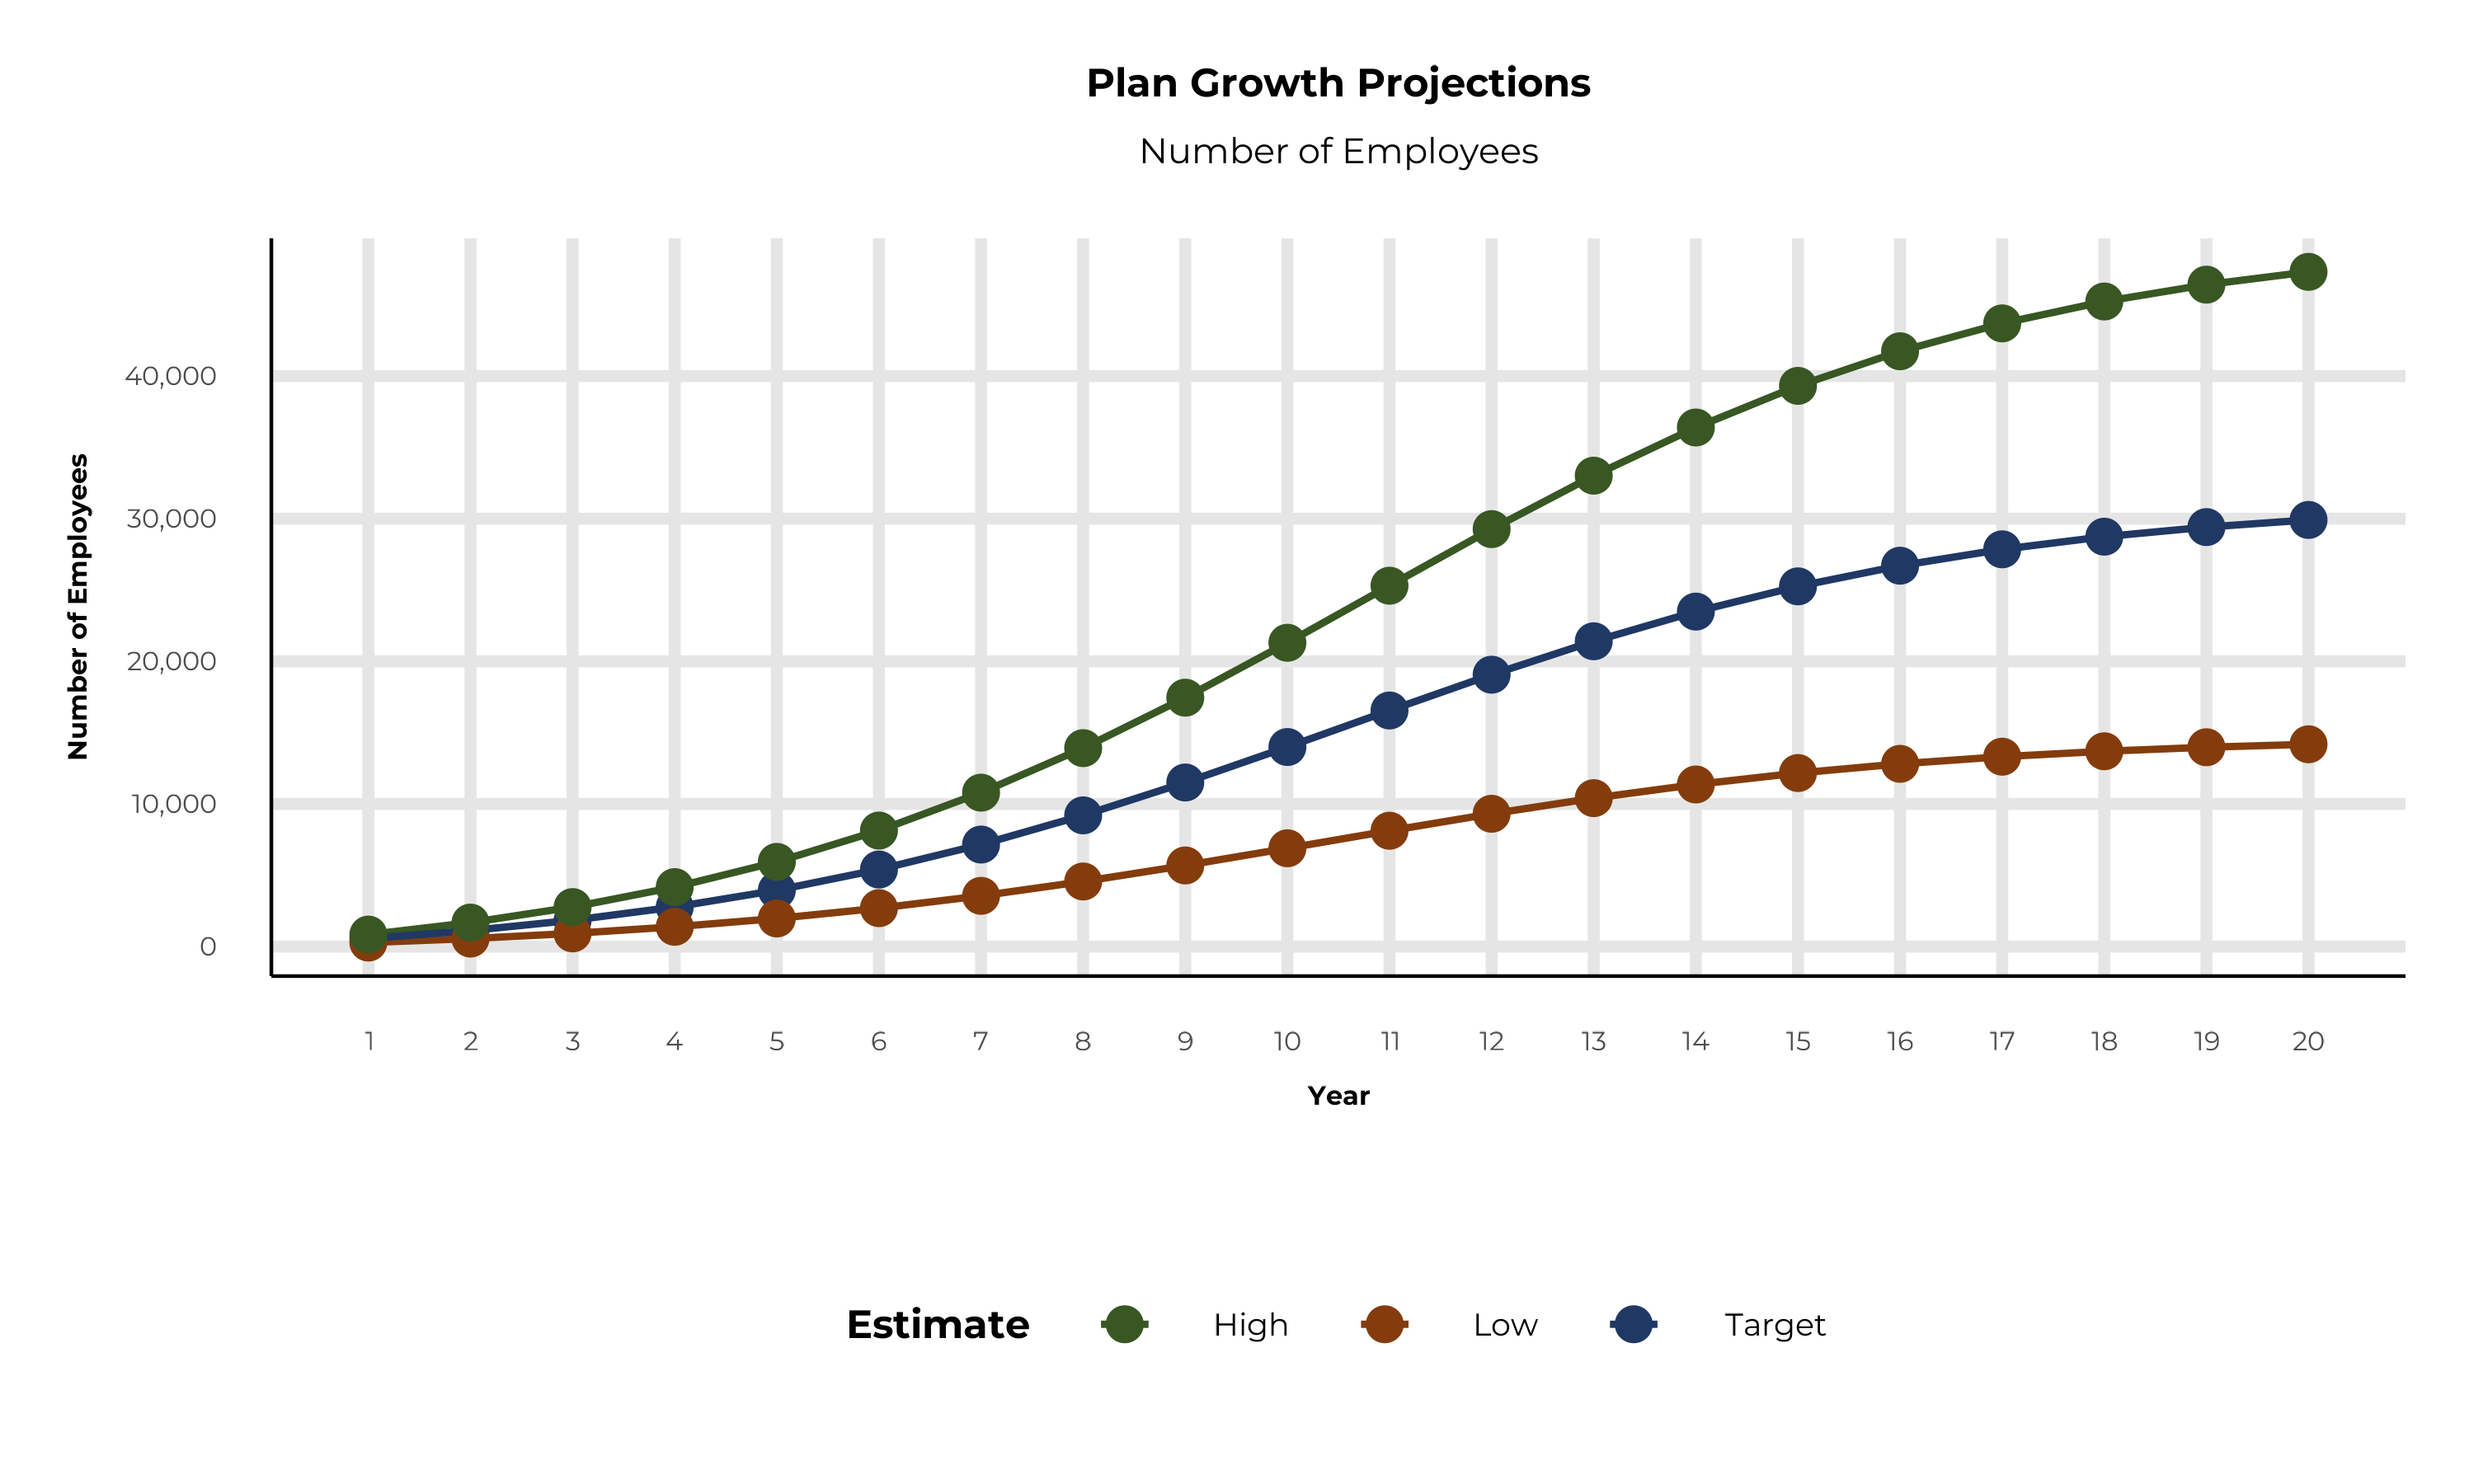 Plan Growth Projections
Number of Employees
Number of Employees
40,000
30,000
20,000
10,000
0
1 2 3 4 5 6 7 8 9 10 11 12 13 14 15 16 17 18 19 20
Year
Estimate High Low Target